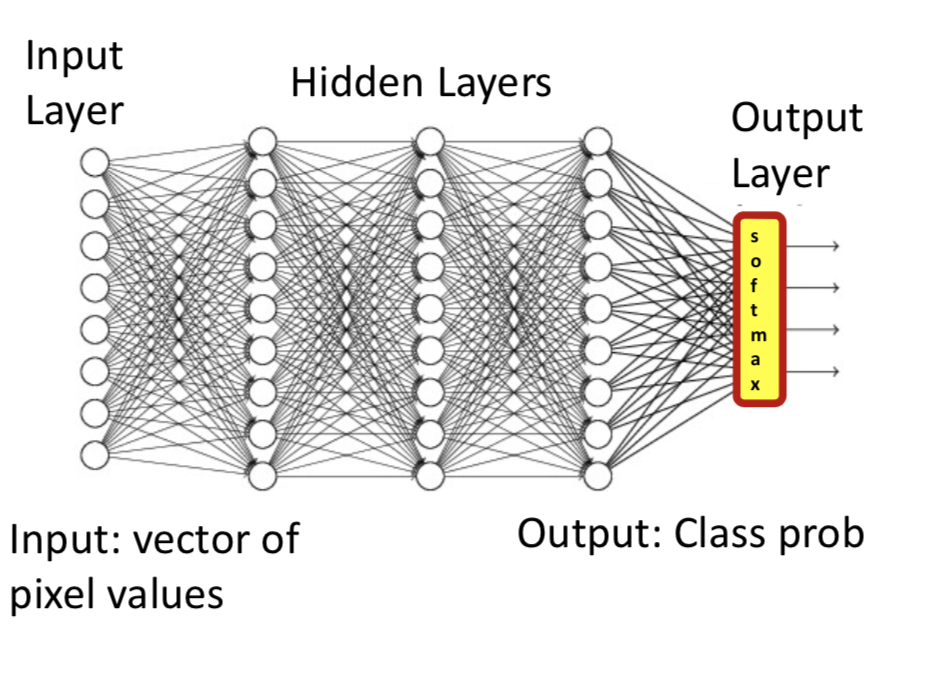 Input
Layer
Hidden Layers
Output
Layer
s
o
f
t
m
a
x
Input: vector of
pixel values
Output: Class prob